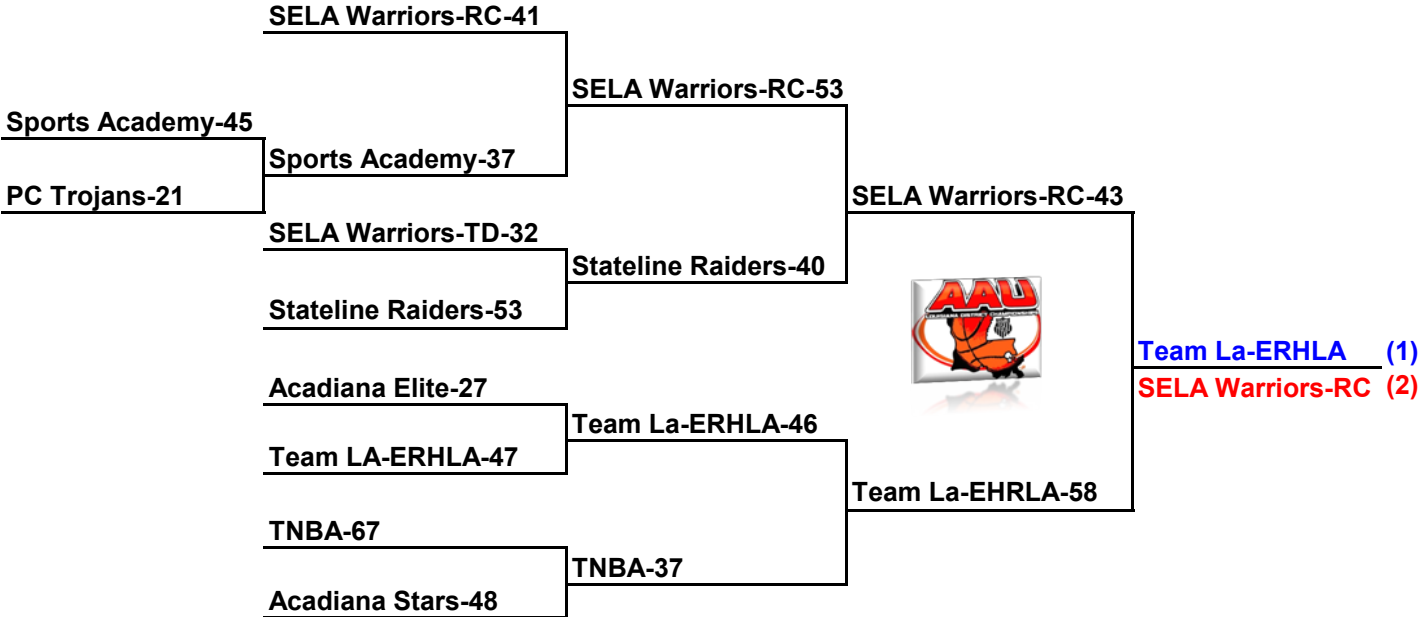 SELA Warriors-RC-41
SELA Warriors-RC-53
Sports Academy-45
Sports Academy-37
PC Trojans-21
SELA Warriors-RC-43
SELA Warriors-TD-32
Stateline Raiders-40
Stateline Raiders-53
AAU
LOUISIANA DISTRICT CHAMPIONSHIPS
Team La-ERHLA (1)
SELA Warriors-RC (2)
Acadiana Elite-27
Team La-ERHLA-46
Team LA-ERHLA-47
Team La-EHRLA-58
TNBA-67
TNBA-37
Acadiana Stars-48